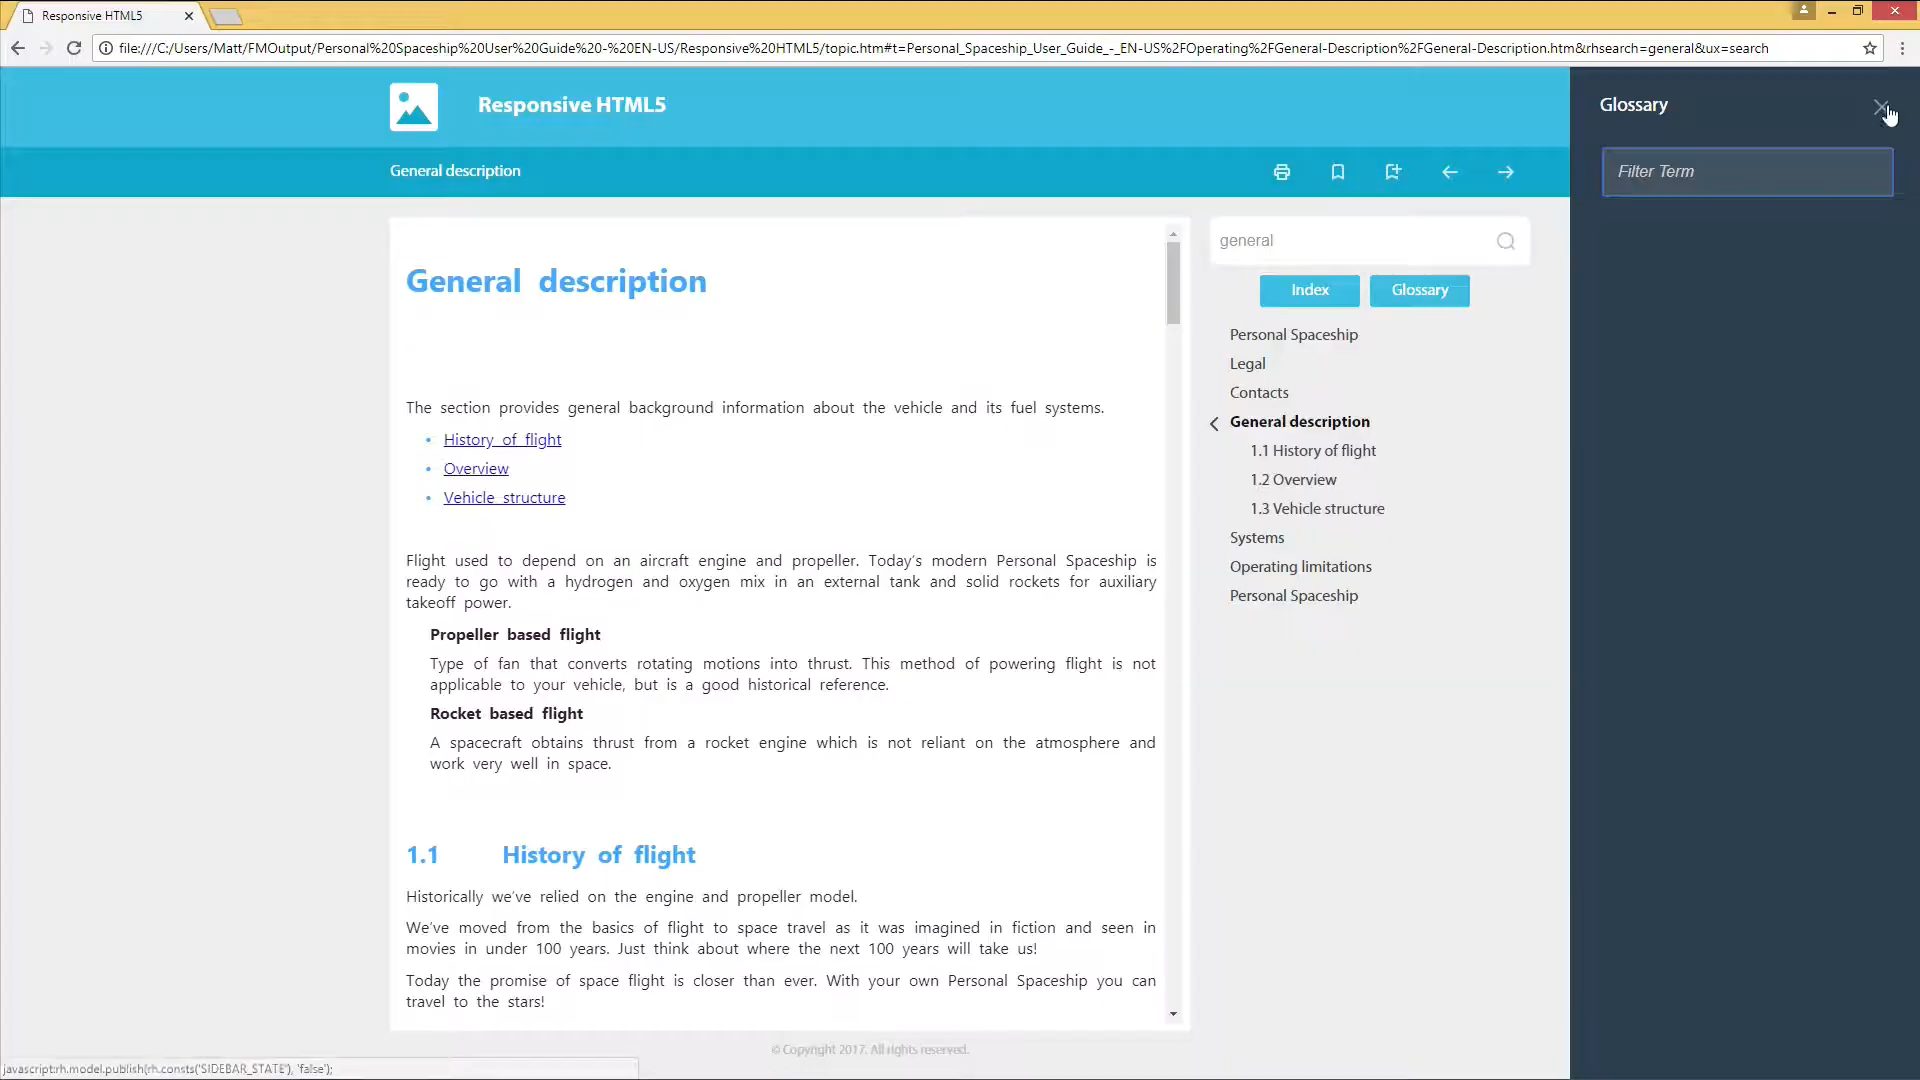 Responsive HTML5
file:///C:/Users/Matt/FMOutput/Personal%20Spaceship%20User%20Guide%20-%20EN-US/Responsive%20HTML5/topic.htm#t=Personal_Spaceship_User_Guide_-_EN-US%2FOperating%2FGeneral-Description%2FGeneral-Description.htm&rhsearch=general&ux=search
Responsive HTML5
General description
General description
The section provides general background information about the vehicle and its fuel systems.
• History of flight
• Overview
• Vehicle structure
Flight used to depend on an aircraft engine and propeller. Today's modern Personal Spaceship is
ready to go with a hydrogen and oxygen mix in an external tank and solid rockets for auxiliary
takeoff power.
Propeller based flight
Type of fan that converts rotating motions into thrust. This method of powering flight is not
applicable to your vehicle, but is a good historical reference.
Rocket based flight
A spacecraft obtains thrust from a rocket engine which is not reliant on the atmosphere and
work very well in space.
1.1 History of flight
Historically we've relied on the engine and propeller model.
We've moved from the basics of flight to space travel as it was imagined in fiction and seen in
movies in under 100 years. Just think about where the next 100 years will take us!
Today the promise of space flight is closer than ever. With your own Personal Spaceship you can
travel to the stars!
general
Index Glossary
Personal Spaceship
Legal
Contacts
General description
1.1 History of flight
1.2 Overview
1.3 Vehicle structure
Systems
Operating limitations
Personal Spaceship
Glossary
Filter Term
© Copyright 2017. All rights reserved.
javascript:rh.model.publish(rh.consts('SIDEBAR_STATE'), 'false');